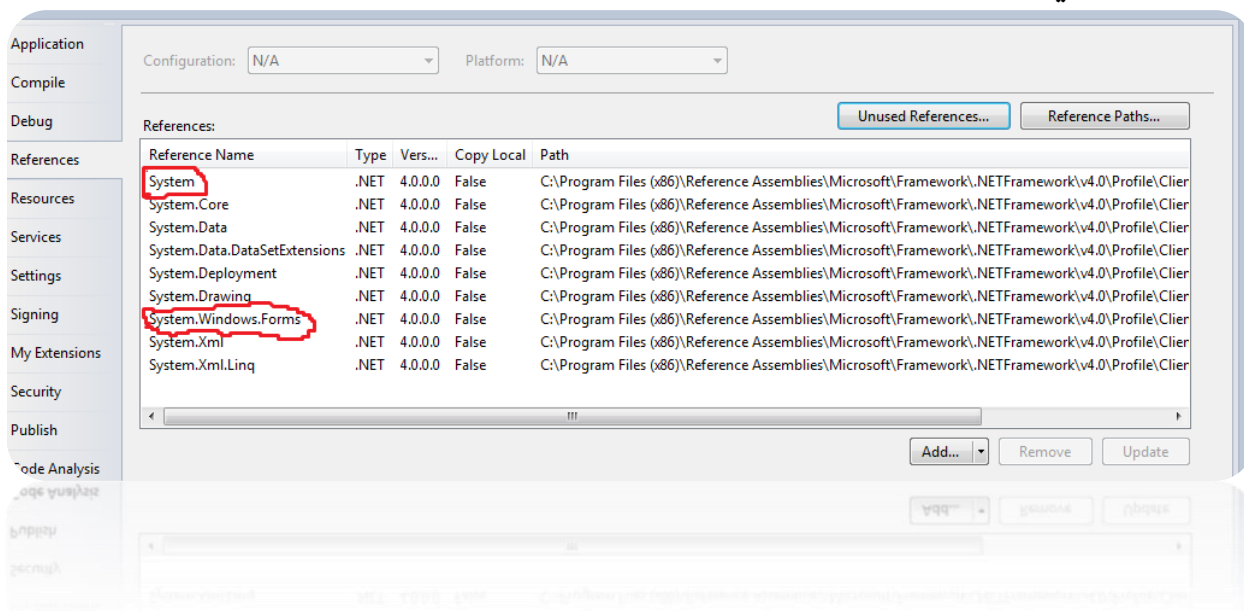 Application
Compile
Debug
References
Resources
Services
Settings
Signing
My Extensions
Security
Publish
Code Analysis
Configuration: N/A Platform: N/A
Unused References... Reference Paths...
References:
Reference Name Type Vers... Copy Local Path
System .NET 4.0.0.0 False C:\Program Files (x86)\Reference Assemblies\Microsoft\Framework\.NETFramework\v4.0\Profile\Clier
System.Core .NET 4.0.0.0 False C:\Program Files (x86)\Reference Assemblies\Microsoft\Framework\.NETFramework\v4.0\Profile\Clier
System.Data .NET 4.0.0.0 False C:\Program Files (x86)\Reference Assemblies\Microsoft\Framework\.NETFramework\v4.0\Profile\Clier
System.Data.DataSetExtensions .NET 4.0.0.0 False C:\Program Files (x86)\Reference Assemblies\Microsoft\Framework\.NETFramework\v4.0\Profile\Clier
System.Deployment .NET 4.0.0.0 False C:\Program Files (x86)\Reference Assemblies\Microsoft\Framework\.NETFramework\v4.0\Profile\Clier
System.Drawing .NET 4.0.0.0 False C:\Program Files (x86)\Reference Assemblies\Microsoft\Framework\.NETFramework\v4.0\Profile\Clier
System.Windows.Forms .NET 4.0.0.0 False C:\Program Files (x86)\Reference Assemblies\Microsoft\Framework\.NETFramework\v4.0\Profile\Clier
System.Xml .NET 4.0.0.0 False C:\Program Files (x86)\Reference Assemblies\Microsoft\Framework\.NETFramework\v4.0\Profile\Clier
System.Xml.Linq .NET 4.0.0.0 False C:\Program Files (x86)\Reference Assemblies\Microsoft\Framework\.NETFramework\v4.0\Profile\Clier
Add... Remove Update